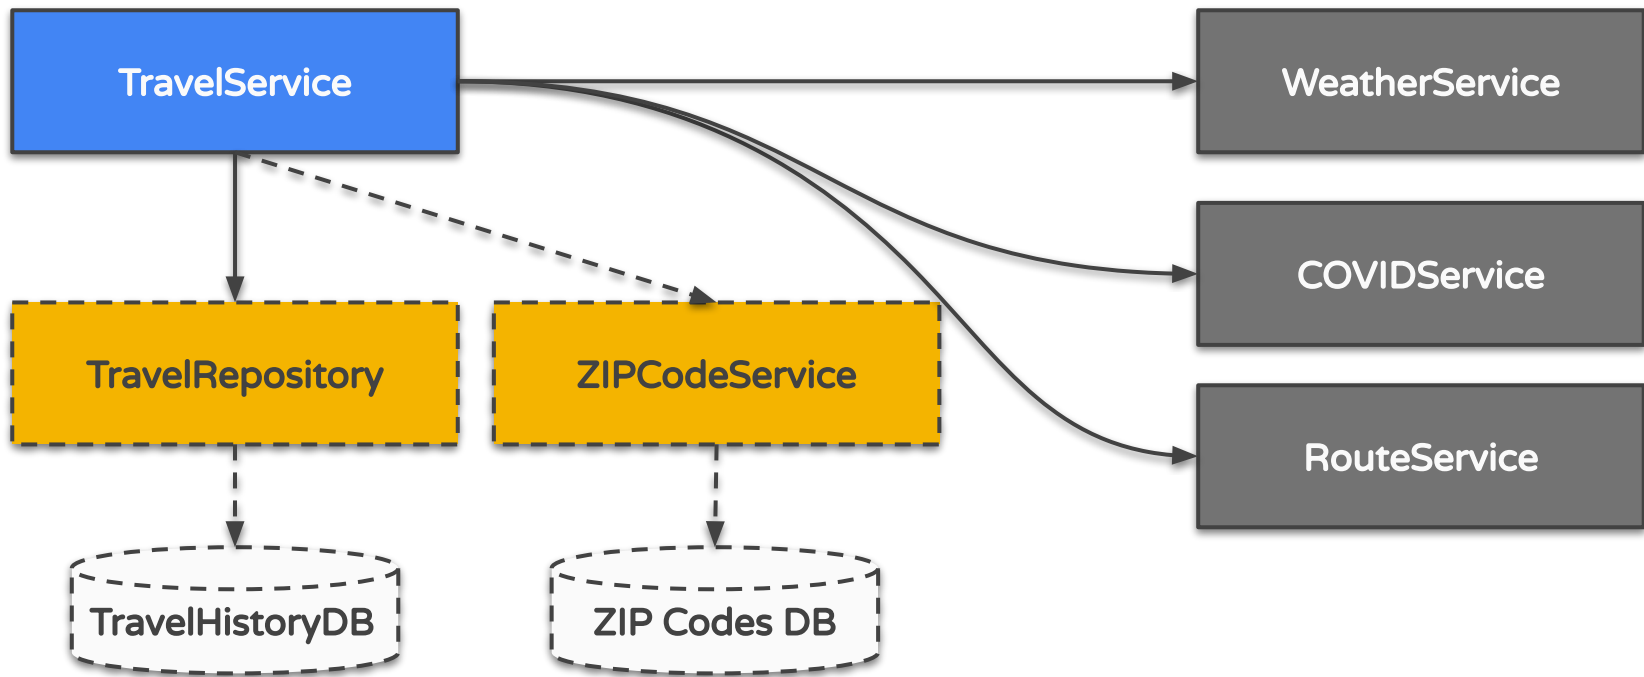 TravelService
WeatherService
COVIDService
TravelRepository
ZIPCodeService
RouteService
TravelHistoryDB
ZIP Codes DB